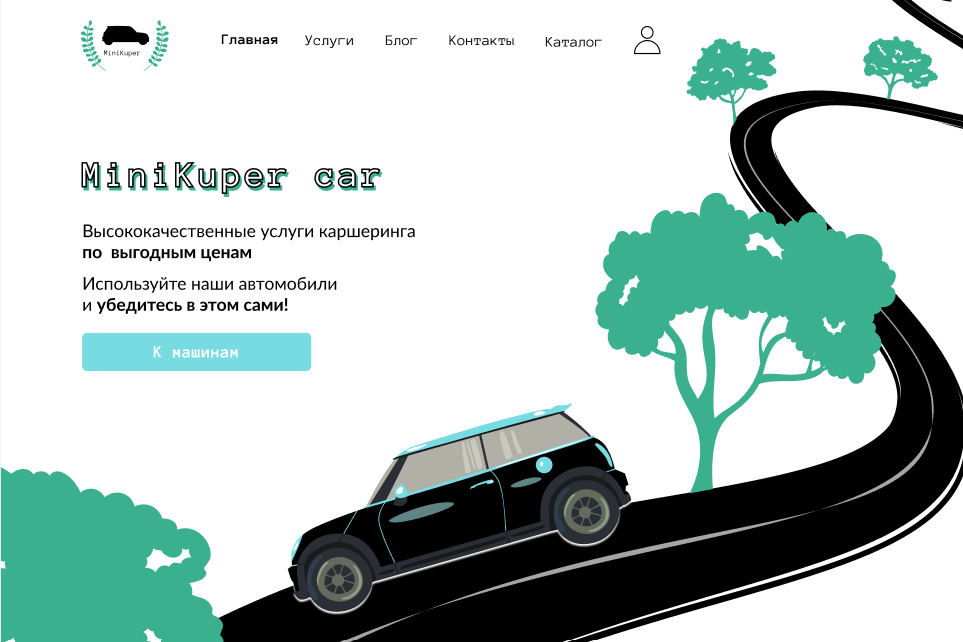 MiniKuper
Главная Услуги Блог Контакты Каталог
MiniKuper car
Высококачественные услуги каршеринга
по выгодным ценам
Используйте наши автомобили
и убедитесь в этом сами!
К машинам